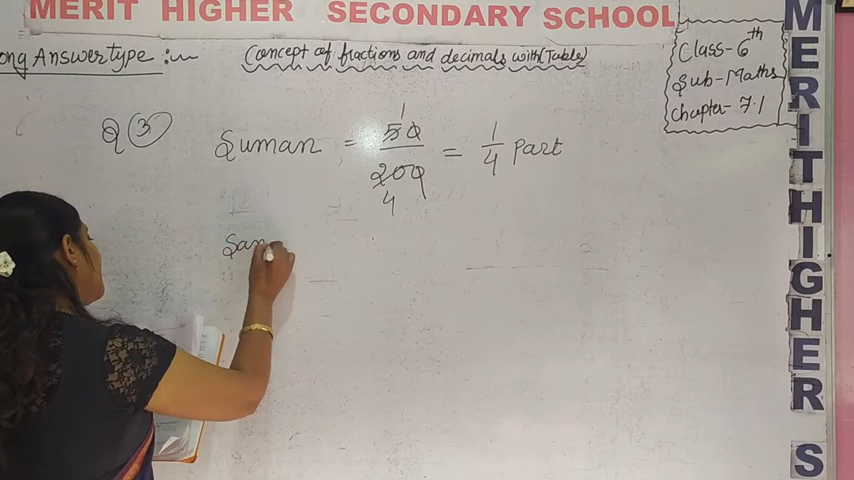 MERIT HIGHER SECONDARY SCHOOL
ong Answer type :-
(Concept of fractions and decimals with (Table)
Class-6th
Sub-Maths
Chapter- 7.1
Q (3)
Suman = 50/200 = 1/4 Part
1
4
San
MERIT HIGHER S